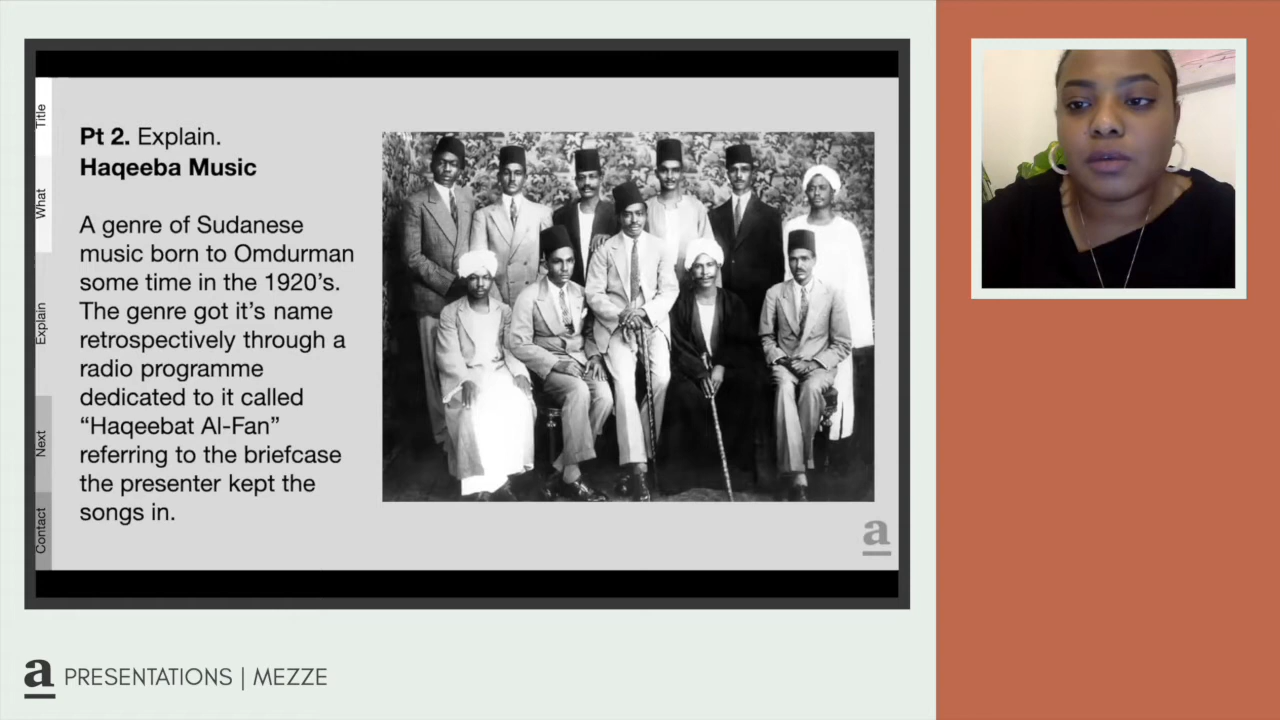 Title
What
Explain
Next
Contact
Pt 2. Explain.
Haqeeba Music
A genre of Sudanese
music born to Omdurman
some time in the 1920’s.
The genre got it’s name
retrospectively through a
radio programme
dedicated to it called
“Haqeebat Al-Fan”
referring to the briefcase
the presenter kept the
songs in.
a
a PRESENTATIONS | MEZZE